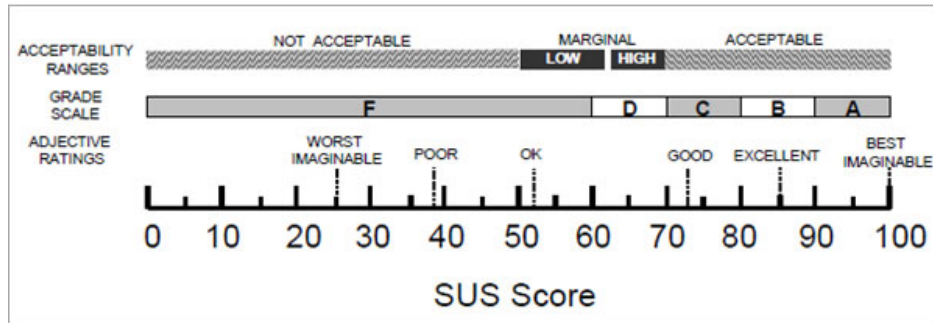 NOT ACCEPTABLE MARGINAL ACCEPTABLE
ACCEPTABILITY RANGES LOW HIGH
GRADE SCALE F D C B A
ADJECTIVE RATINGS WORST IMAGINABLE POOR OK GOOD EXCELLENT BEST IMAGINABLE
0 10 20 30 40 50 60 70 80 90 100
SUS Score